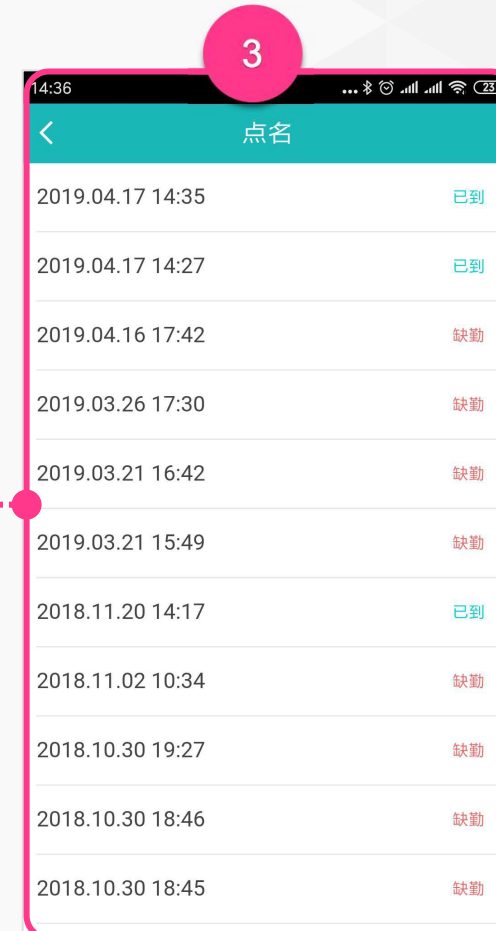 3
14:36
23
点名
2019.04.17 14:35 已到
2019.04.17 14:27 已到
2019.04.16 17:42 缺勤
2019.03.26 17:30 缺勤
2019.03.21 16:42 缺勤
2019.03.21 15:49 缺勤
2018.11.20 14:17 已到
2018.11.02 10:34 缺勤
2018.10.30 19:27 缺勤
2018.10.30 18:46 缺勤
2018.10.30 18:45 缺勤